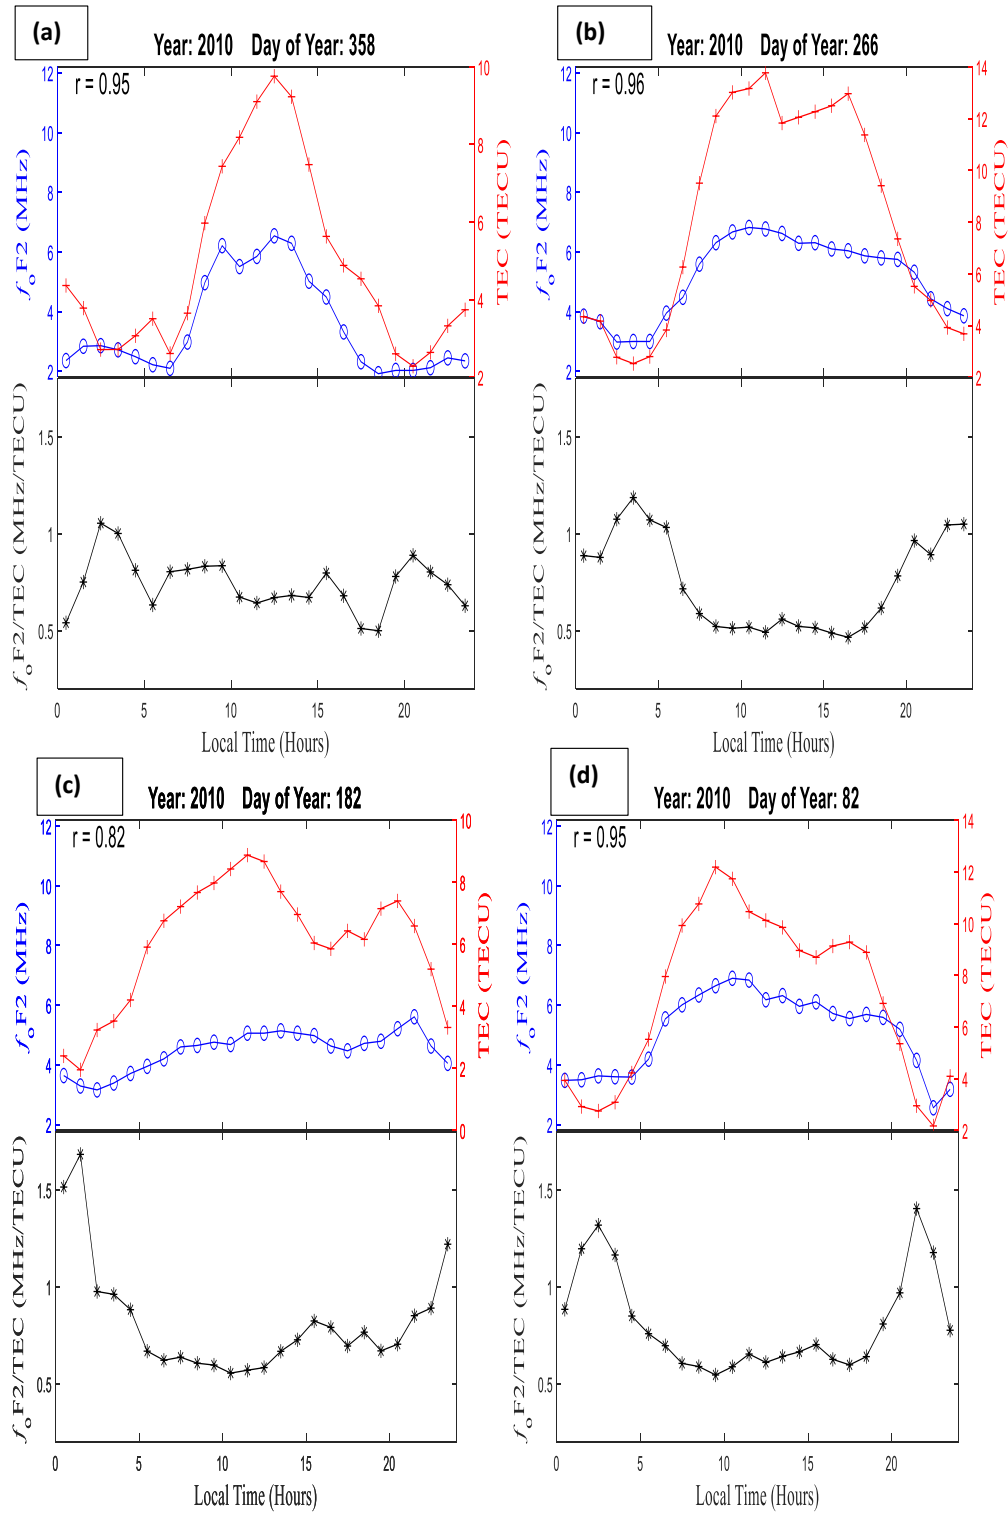 (a)
Year: 2010 Day of Year: 358
r = 0.95
12
10
8
6
4
2
foF2 (MHz)
10
8
6
4
2
TEC (TECU)
1.5
1
0.5
foF2/TEC (MHz/TECU)
0 5 10 15 20
Local Time (Hours)
(b)
Year: 2010 Day of Year: 266
r = 0.96
12
10
8
6
4
2
foF2 (MHz)
14
12
10
8
6
4
2
TEC (TECU)
1.5
1
0.5
foF2/TEC (MHz/TECU)
0 5 10 15 20
Local Time (Hours)
(c)
Year: 2010 Day of Year: 182
r = 0.82
12
10
8
6
4
2
foF2 (MHz)
10
8
6
4
2
0
TEC (TECU)
1.5
1
0.5
foF2/TEC (MHz/TECU)
0 5 10 15 20
Local Time (Hours)
(d)
Year: 2010 Day of Year: 82
r = 0.95
12
10
8
6
4
2
foF2 (MHz)
14
12
10
8
6
4
2
TEC (TECU)
1.5
1
0.5
foF2/TEC (MHz/TECU)
0 5 10 15 20
Local Time (Hours)